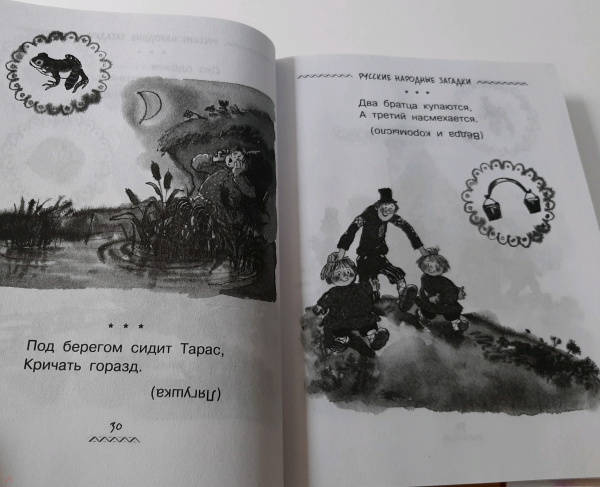 * * *
Под берегом сидит Тарас,
Кричать горазд.
(Лягушка)
30
РУССКИЕ НАРОДНЫЕ ЗАГАДКИ
* * *
Два братца купаются,
А третий насмехается.
(Ведра и коромысло)